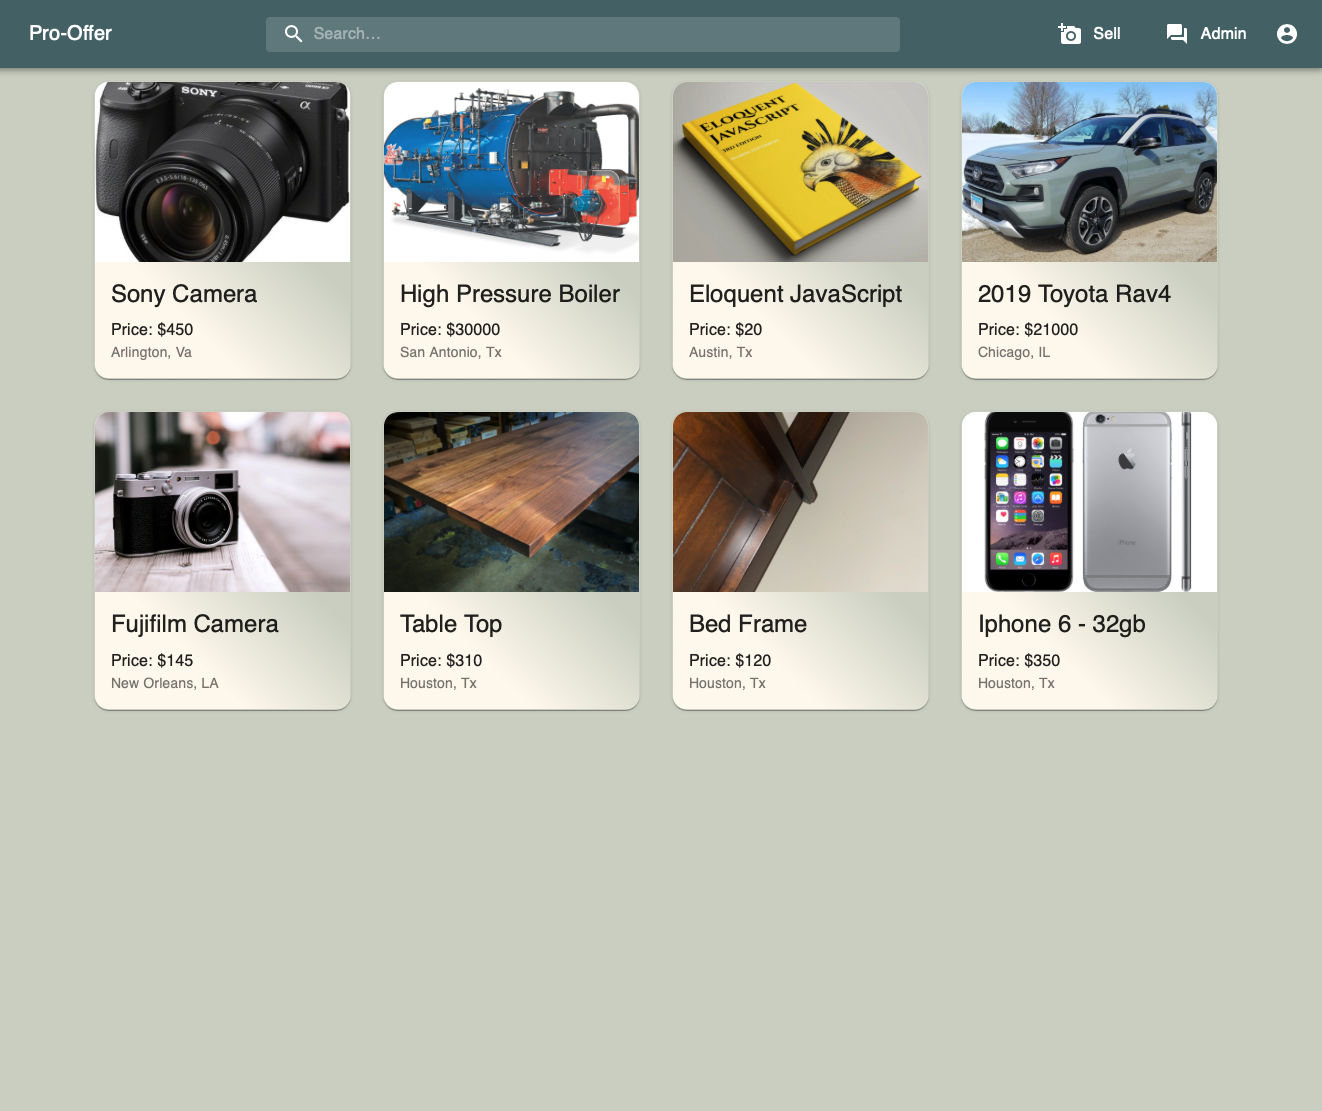 Pro-Offer
Search...
Sell
Admin
SONY
α
ELOQUENT
JAVASCRIPT
3RD EDITION
Sony Camera
Price: $450
Arlington, Va
High Pressure Boiler
Price: $30000
San Antonio, Tx
Eloquent JavaScript
Price: $20
Austin, Tx
2019 Toyota Rav4
Price: $21000
Chicago, IL
iPhone
Fujifilm Camera
Price: $145
New Orleans, LA
Table Top
Price: $310
Houston, Tx
Bed Frame
Price: $120
Houston, Tx
Iphone 6 - 32gb
Price: $350
Houston, Tx